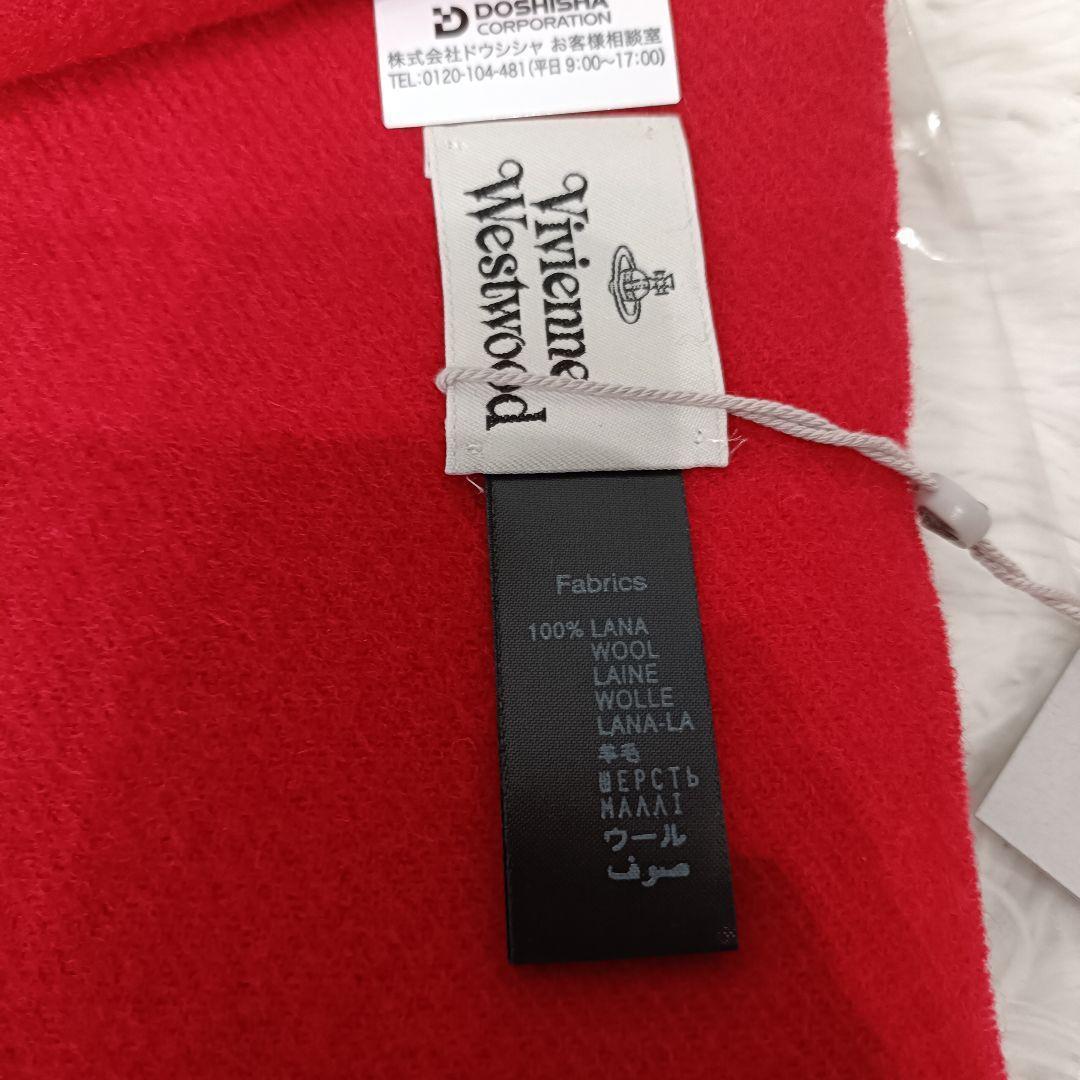 DOSHISHA
CORPORATION
株式会社ドウシシャ お客様相談室
TEL:0120-104-481(平日 9:00〜17:00)
Vivienne
Westwood
Fabrics
100% LANA
WOOL
LAINE
WOLLE
LANA-LA
羊毛
ШЕРСТЬ
ΜΑΛΛΙ
ウール
صوف